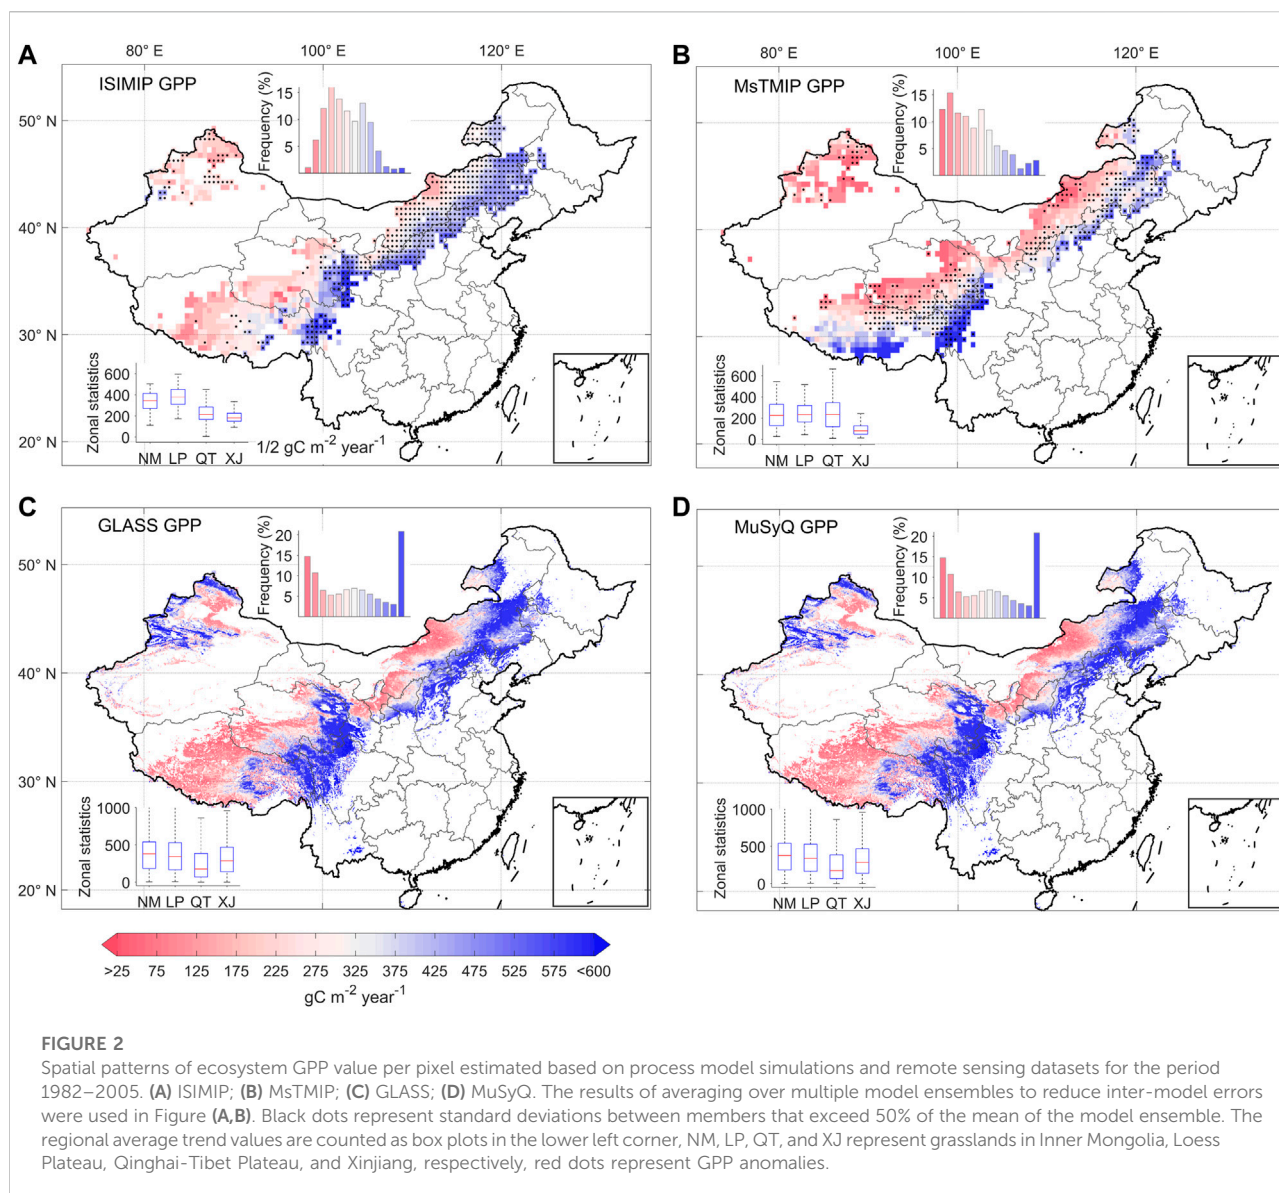 A
80° E
100° E
120° E
ISIMIP GPP
Frequency (%)
15
10
5
50° N
40° N
30° N
20° N
Zonal statistics
600
400
200
0
NM LP QT XJ
1/2 gC m-2 year-1
B
80° E
100° E
120° E
MsTMIP GPP
Frequency (%)
15
10
5
Zonal statistics
600
400
200
0
NM LP QT XJ
C
GLASS GPP
Frequency (%)
20
15
10
5
50° N
40° N
30° N
20° N
Zonal statistics
1000
500
0
NM LP QT XJ
D
MuSyQ GPP
Frequency (%)
20
15
10
5
Zonal statistics
1000
500
0
NM LP QT XJ
>25 75 125 175 225 275 325 375 425 475 525 575 <600
gC m-2 year-1
FIGURE 2
Spatial patterns of ecosystem GPP value per pixel estimated based on process model simulations and remote sensing datasets for the period
1982–2005. (A) ISIMIP; (B) MsTMIP; (C) GLASS; (D) MuSyQ. The results of averaging over multiple model ensembles to reduce inter-model errors
were used in Figure (A,B). Black dots represent standard deviations between members that exceed 50% of the mean of the model ensemble. The
regional average trend values are counted as box plots in the lower left corner, NM, LP, QT, and XJ represent grasslands in Inner Mongolia, Loess
Plateau, Qinghai-Tibet Plateau, and Xinjiang, respectively, red dots represent GPP anomalies.